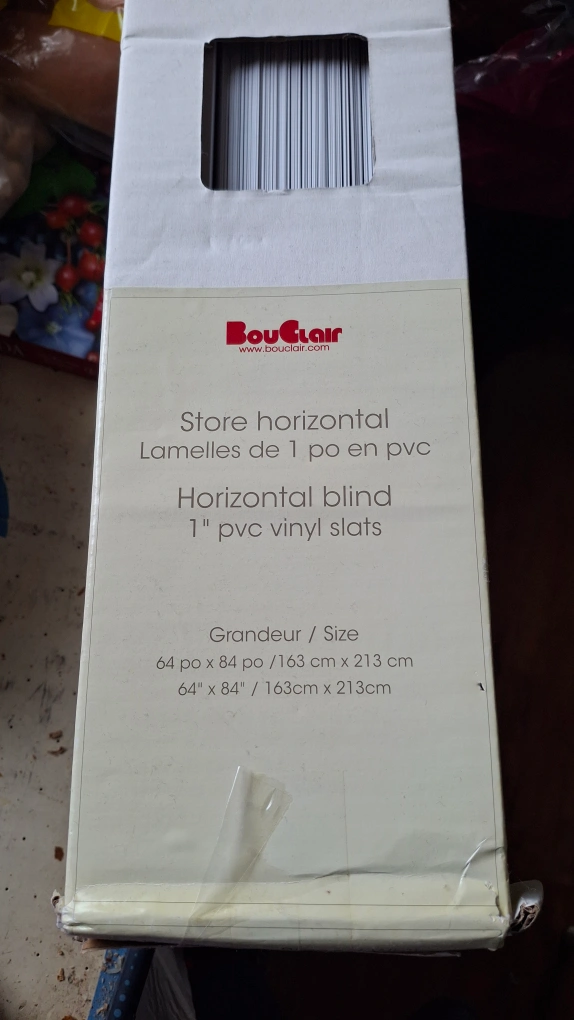 BouClair
www.bouclair.com
Store horizontal
Lamelles de 1 po en pvc
Horizontal blind
1" pvc vinyl slats
Grandeur / Size
64 po x 84 po /163 cm x 213 cm
64" x 84" / 163cm x 213cm